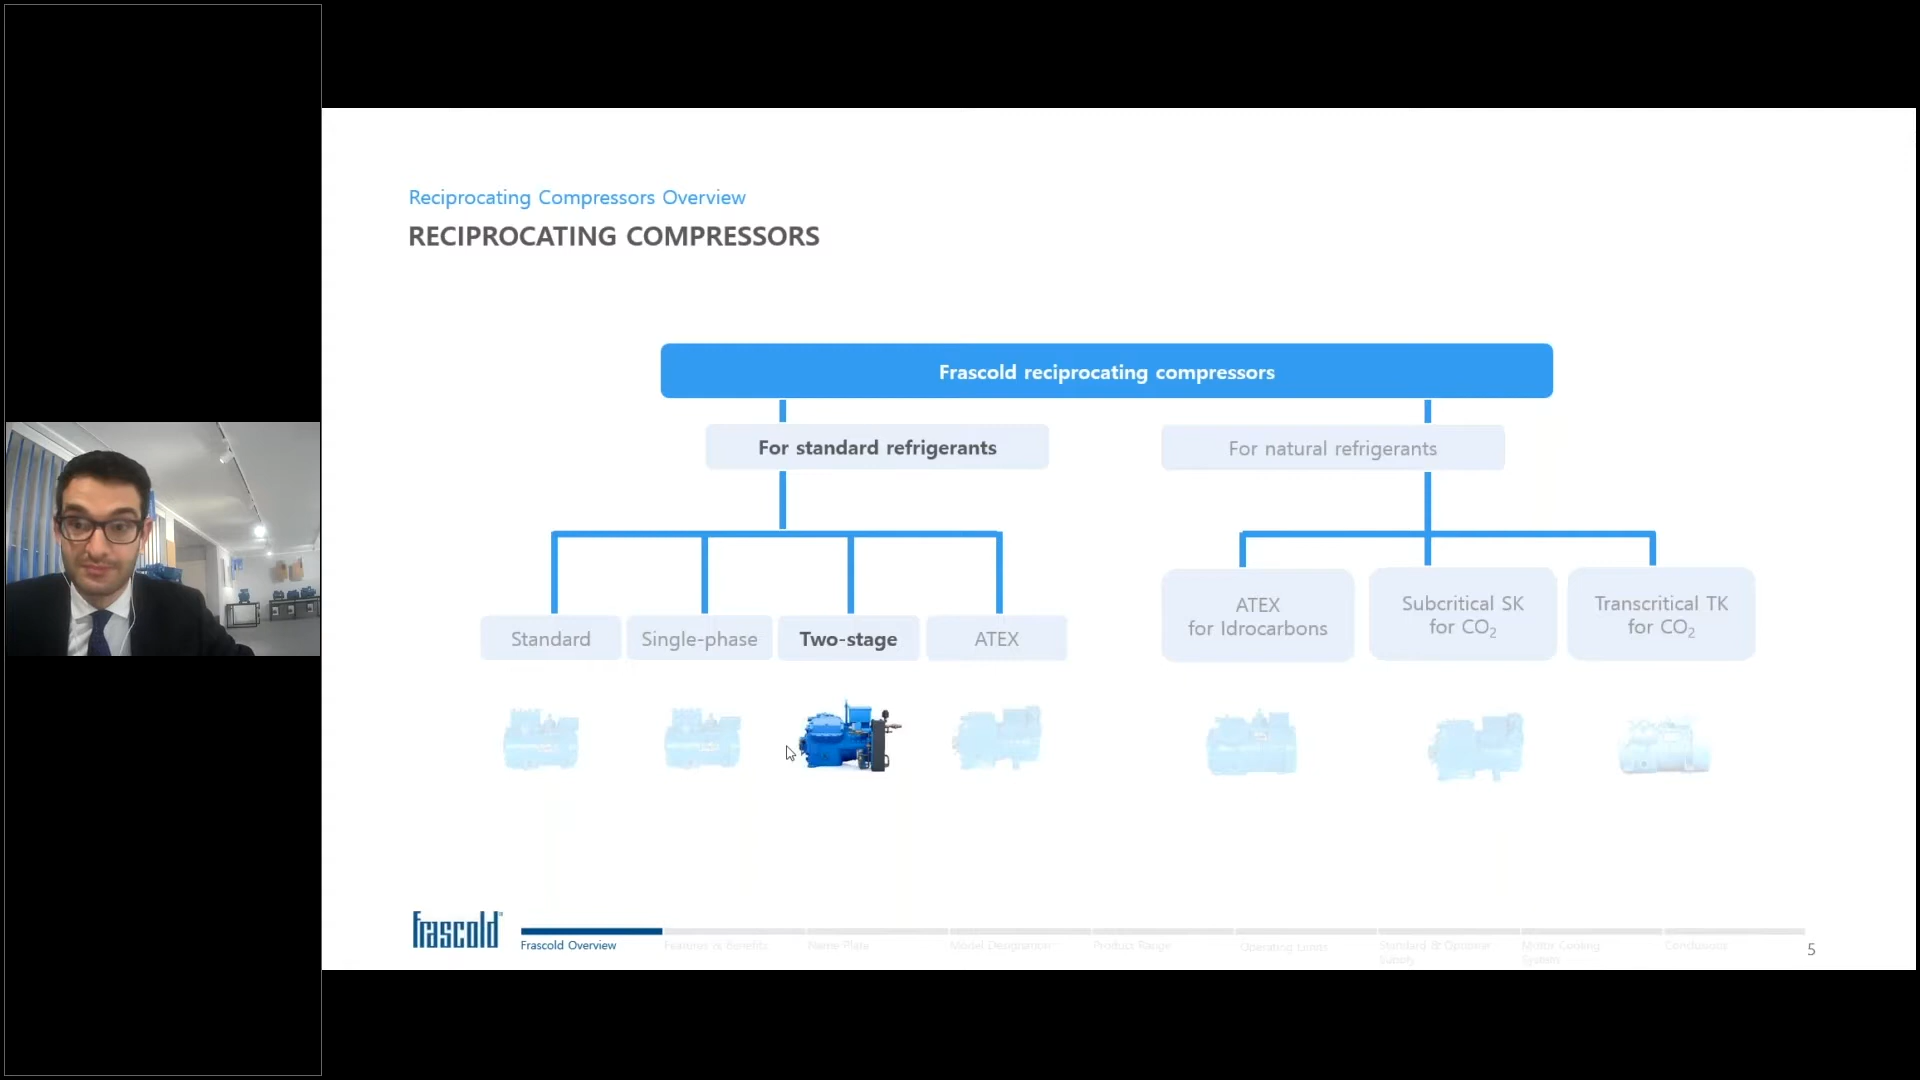 Reciprocating Compressors Overview
RECIPROCATING COMPRESSORS
Frascold reciprocating compressors
For standard refrigerants
For natural refrigerants
Standard
Single-phase
Two-stage
ATEX
ATEX
for Idrocarbons
Subcritical SK
for CO₂
Transcritical TK
for CO₂
frascold
Frascold Overview
Features & Benefits
Name Plate
Model Designation
Product Range
Operating Limits
Standard & Optional
Supply
Motor Cooling
System
Conclusions
5